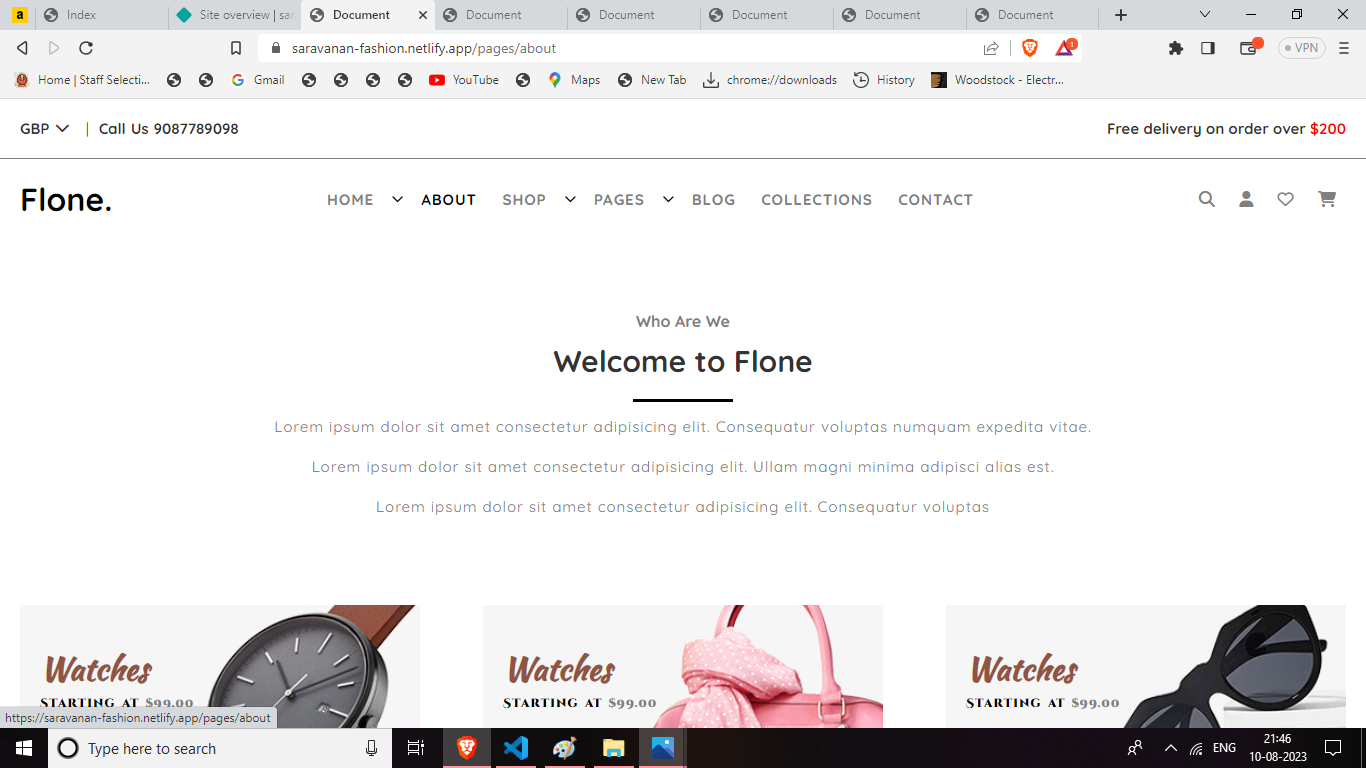 Index
Site overview | sar
Document
Document
Document
Document
Document
Document
saravanan-fashion.netlify.app/pages/about
1
VPN
Home | Staff Selecti...
Gmail
YouTube
Maps
New Tab
chrome://downloads
History
Woodstock - Electr...
GBP | Call Us 9087789098
Free delivery on order over $200
Flone.
HOME ABOUT SHOP PAGES BLOG COLLECTIONS CONTACT
Who Are We
Welcome to Flone
Lorem ipsum dolor sit amet consectetur adipisicing elit. Consequatur voluptas numquam expedita vitae.
Lorem ipsum dolor sit amet consectetur adipisicing elit. Ullam magni minima adipisci alias est.
Lorem ipsum dolor sit amet consectetur adipisicing elit. Consequatur voluptas
Watches
STARTING AT $99.00
Watches
STARTING AT $99.00
Watches
STARTING AT $99.00
https://saravanan-fashion.netlify.app/pages/about
Type here to search
ENG
21:46
10-08-2023